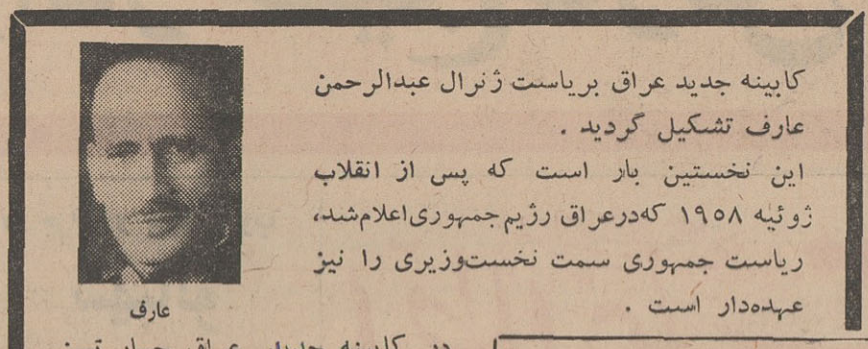 کابینه جدید عراق بریاست ژنرال عبدالرحمن
عارف تشکیل گردید .
این نخستین بار است که پس از انقلاب
ژوئیه ۱۹۵۸ که‌درعراق رژیم جمهوری‌اعلام‌شد،
ریاست جمهوری سمت نخست‌وزیری را نیز
عهده‌دار است .
عارف